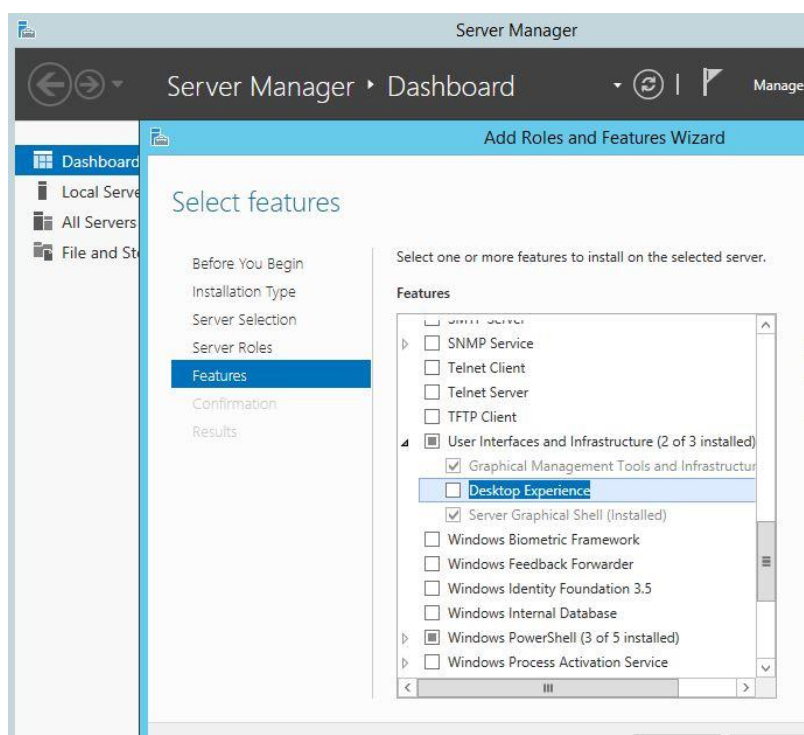 Server Manager
Server Manager ‣ Dashboard
Manage
Add Roles and Features Wizard
Dashboard
Local Serve
All Servers
File and Sto
Select features
Before You Begin
Installation Type
Server Selection
Server Roles
Features
Confirmation
Results
Select one or more features to install on the selected server.
Features
SMTP Server
SNMP Service
Telnet Client
Telnet Server
TFTP Client
User Interfaces and Infrastructure (2 of 3 installed)
Graphical Management Tools and Infrastructur
Desktop Experience
Server Graphical Shell (Installed)
Windows Biometric Framework
Windows Feedback Forwarder
Windows Identity Foundation 3.5
Windows Internal Database
Windows PowerShell (3 of 5 installed)
Windows Process Activation Service